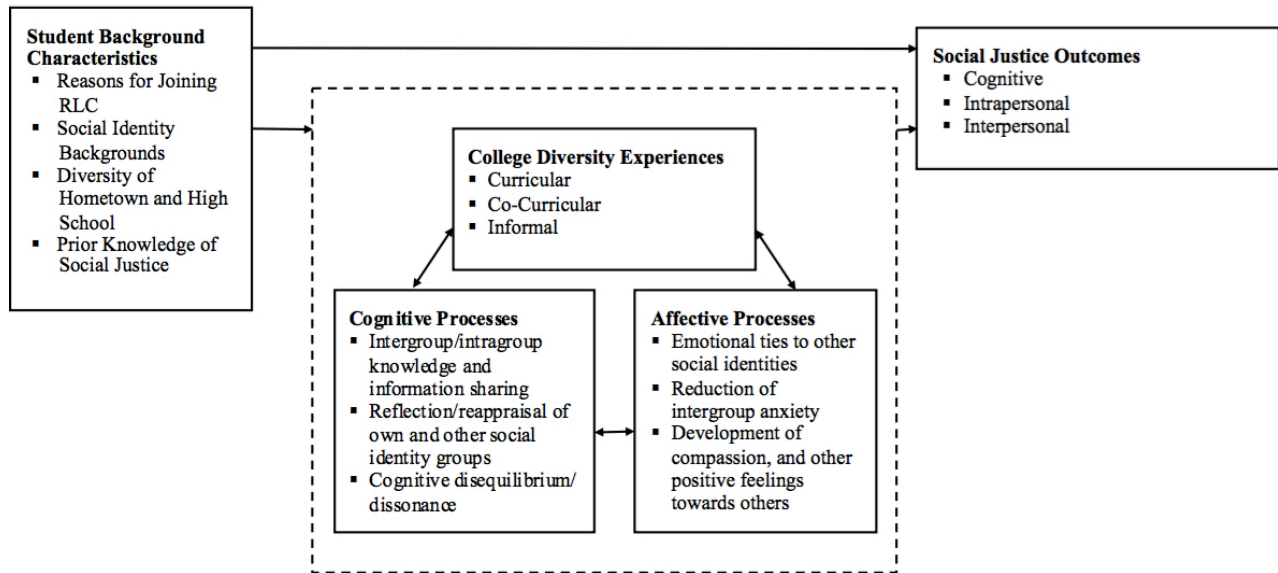 Student Background
Characteristics
▪ Reasons for Joining
RLC
▪ Social Identity
Backgrounds
▪ Diversity of
Hometown and High
School
▪ Prior Knowledge of
Social Justice
Social Justice Outcomes
▪ Cognitive
▪ Intrapersonal
▪ Interpersonal
College Diversity Experiences
▪ Curricular
▪ Co-Curricular
▪ Informal
Cognitive Processes
▪ Intergroup/intragroup
knowledge and
information sharing
▪ Reflection/reappraisal of
own and other social
identity groups
▪ Cognitive disequilibrium/
dissonance
Affective Processes
▪ Emotional ties to other
social identities
▪ Reduction of
intergroup anxiety
▪ Development of
compassion, and other
positive feelings
towards others